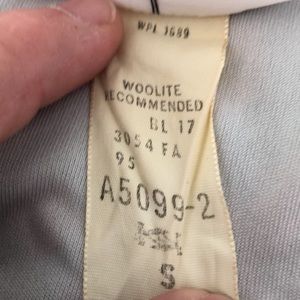 WPL 1689
WOOLITE
RECOMMENDED
BL 17
3054 FA
95
A5099-2
S